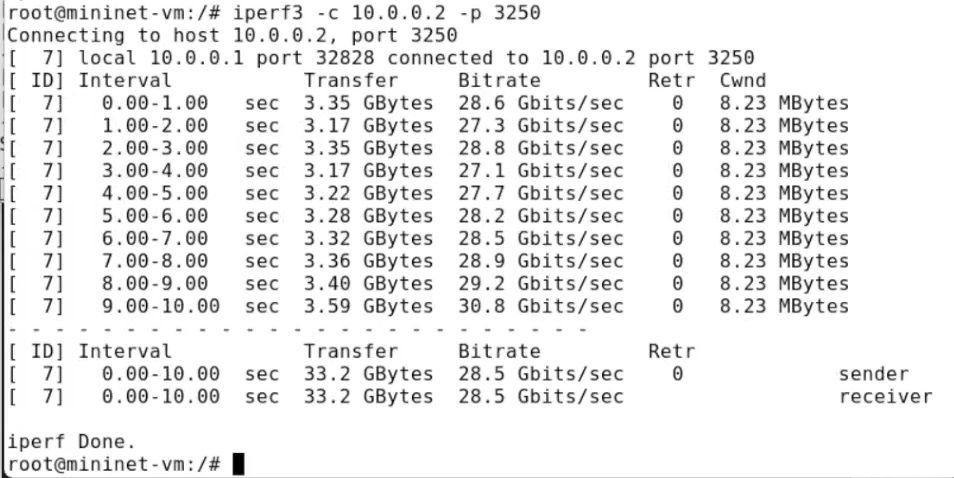 root@mininet-vm:/# iperf3 -c 10.0.0.2 -p 3250
Connecting to host 10.0.0.2, port 3250
[  7] local 10.0.0.1 port 32828 connected to 10.0.0.2 port 3250
[ ID] Interval           Transfer     Bitrate         Retr  Cwnd
[  7]   0.00-1.00   sec  3.35 GBytes  28.6 Gbits/sec    0   8.23 MBytes
[  7]   1.00-2.00   sec  3.17 GBytes  27.3 Gbits/sec    0   8.23 MBytes
[  7]   2.00-3.00   sec  3.35 GBytes  28.8 Gbits/sec    0   8.23 MBytes
[  7]   3.00-4.00   sec  3.17 GBytes  27.1 Gbits/sec    0   8.23 MBytes
[  7]   4.00-5.00   sec  3.22 GBytes  27.7 Gbits/sec    0   8.23 MBytes
[  7]   5.00-6.00   sec  3.28 GBytes  28.2 Gbits/sec    0   8.23 MBytes
[  7]   6.00-7.00   sec  3.32 GBytes  28.5 Gbits/sec    0   8.23 MBytes
[  7]   7.00-8.00   sec  3.36 GBytes  28.9 Gbits/sec    0   8.23 MBytes
[  7]   8.00-9.00   sec  3.40 GBytes  29.2 Gbits/sec    0   8.23 MBytes
[  7]   9.00-10.00  sec  3.59 GBytes  30.8 Gbits/sec    0   8.23 MBytes
- - - - - - - - - - - - - - - - - - - - - - - - -
[ ID] Interval           Transfer     Bitrate         Retr
[  7]   0.00-10.00  sec  33.2 GBytes  28.5 Gbits/sec    0             sender
[  7]   0.00-10.00  sec  33.2 GBytes  28.5 Gbits/sec                  receiver
iperf Done.
root@mininet-vm:/#